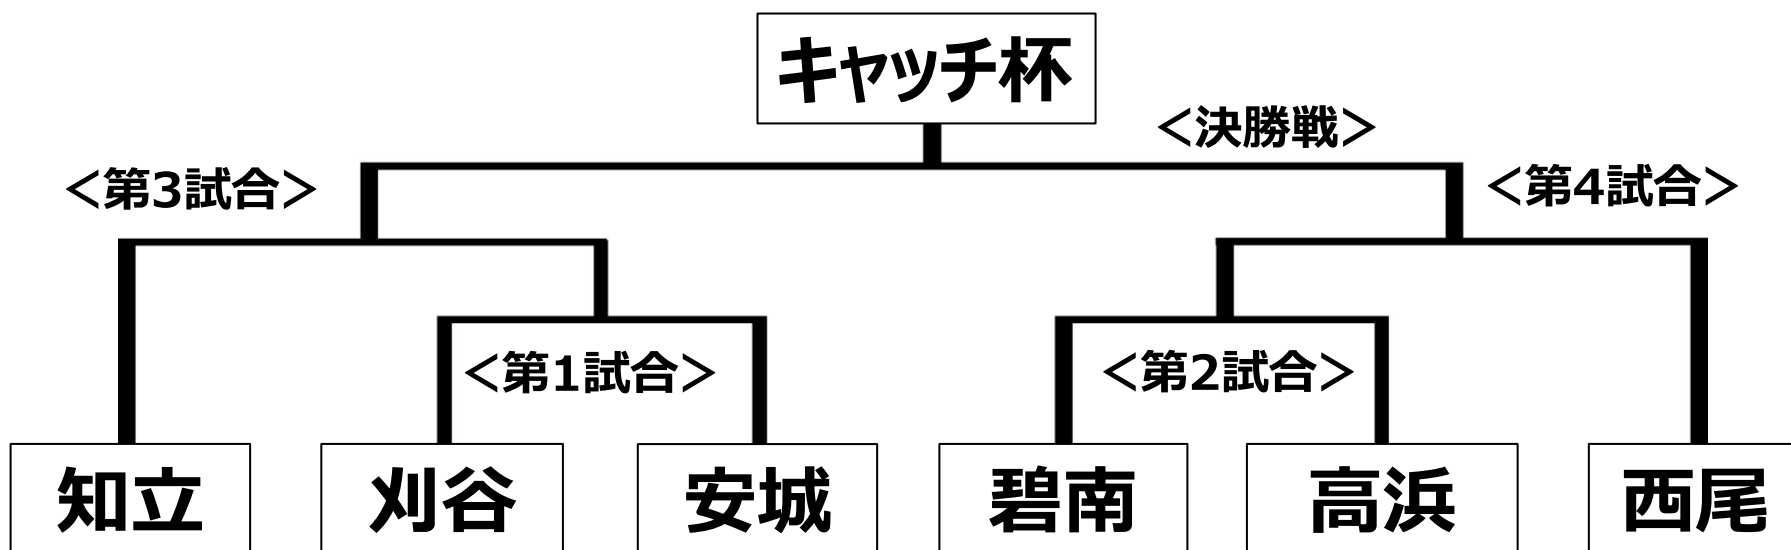 キャッチ杯
＜決勝戦＞
＜第3試合＞
＜第4試合＞
＜第1試合＞
＜第2試合＞
知立
刈谷
安城
碧南
高浜
西尾